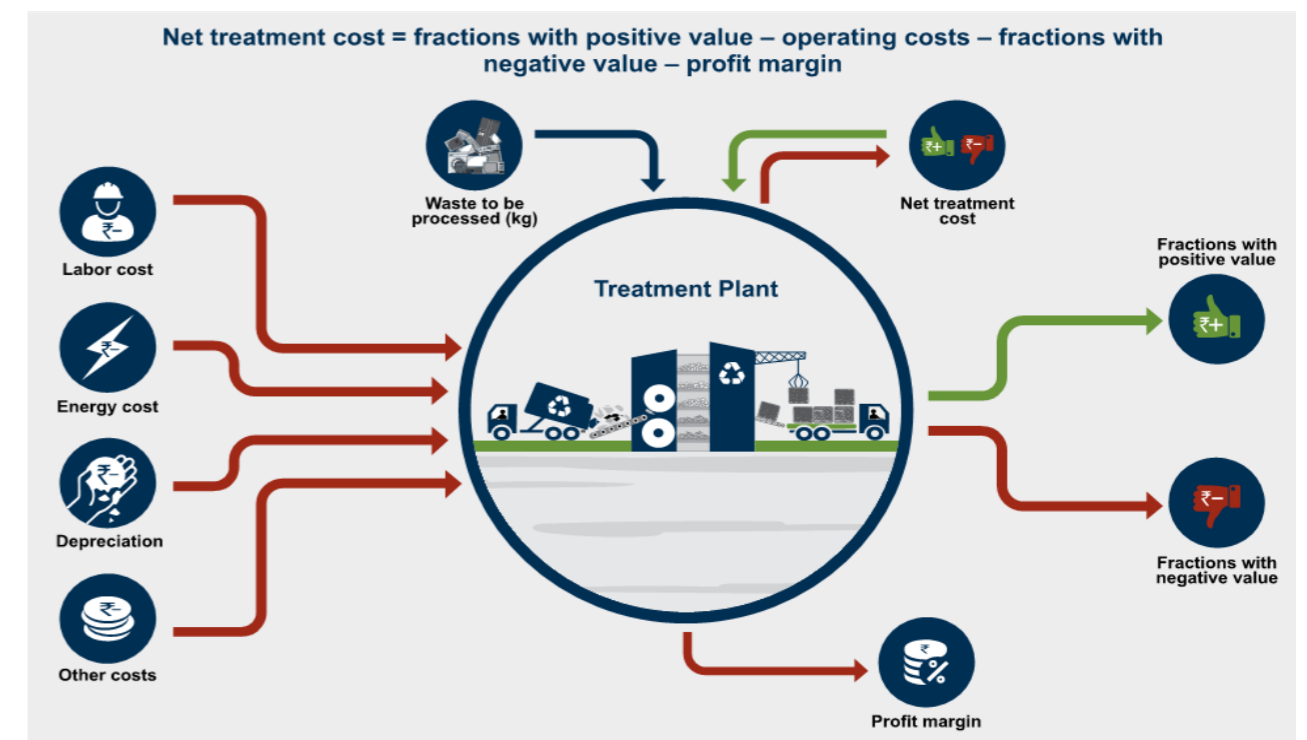 Net treatment cost = fractions with positive value – operating costs – fractions with
negative value – profit margin
Waste to be
processed (kg)
₹+ ₹–
Net treatment
cost
₹–
Labor cost
₹–
Energy cost
₹–
Depreciation
₹–
Other costs
Treatment Plant
Fractions with
positive value
₹+
₹–
Fractions with
negative value
₹
%
Profit margin